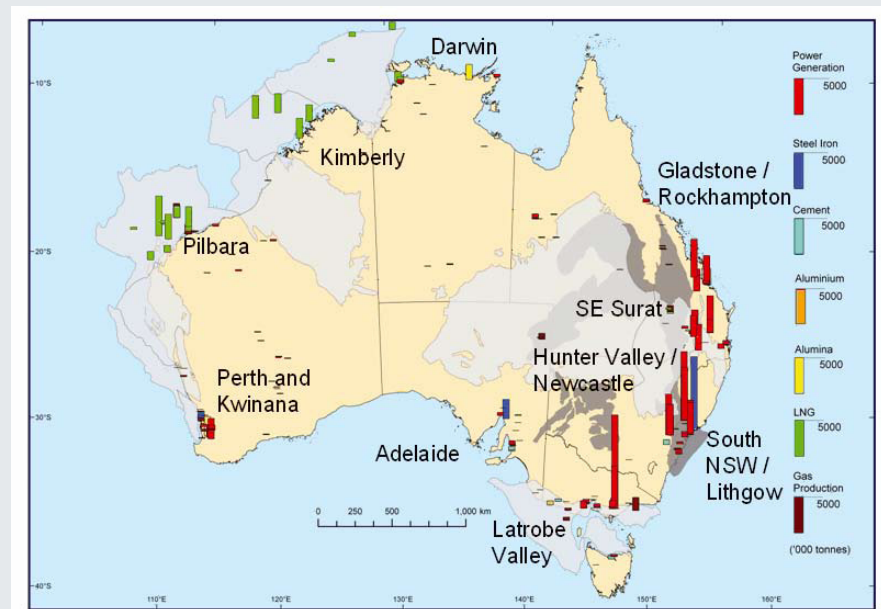 Darwin
Kimberly
Pilbara
Perth and
Kwinana
Adelaide
Gladstone /
Rockhampton
SE Surat
Hunter Valley /
Newcastle
South
NSW /
Lithgow
Latrobe
Valley
Power
Generation
5000
Steel Iron
5000
Cement
5000
Aluminium
5000
Alumina
5000
LNG
5000
Gas
Production
5000
('000 tonnes)
0 250 500 1,000 km
10°S
20°S
30°S
40°S
110°E
120°E
130°E
140°E
150°E
160°E